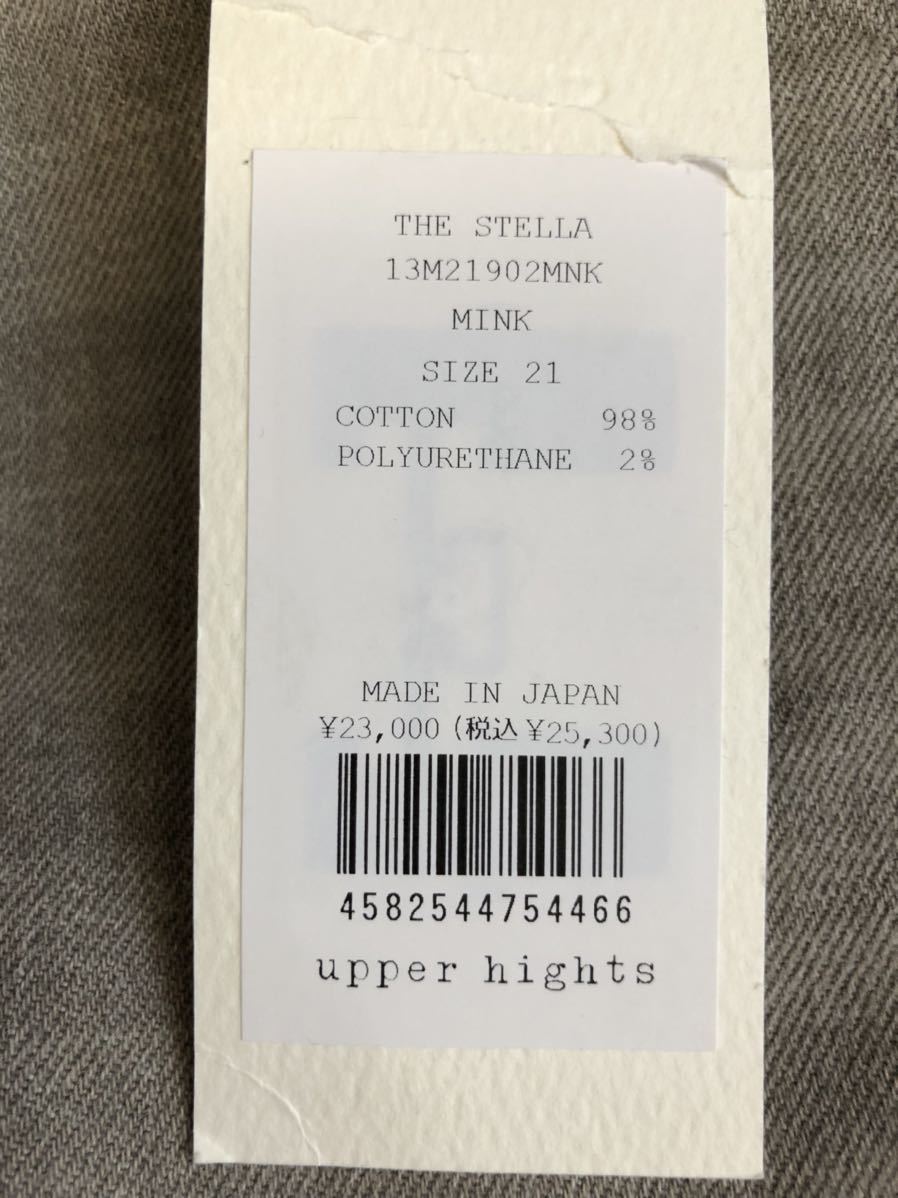 THE STELLA
13M21902MNK
MINK
SIZE 21
COTTON 98%
POLYURETHANE 2%
MADE IN JAPAN
¥23,000 (税込 ¥25,300)
4582544754466
upper hights